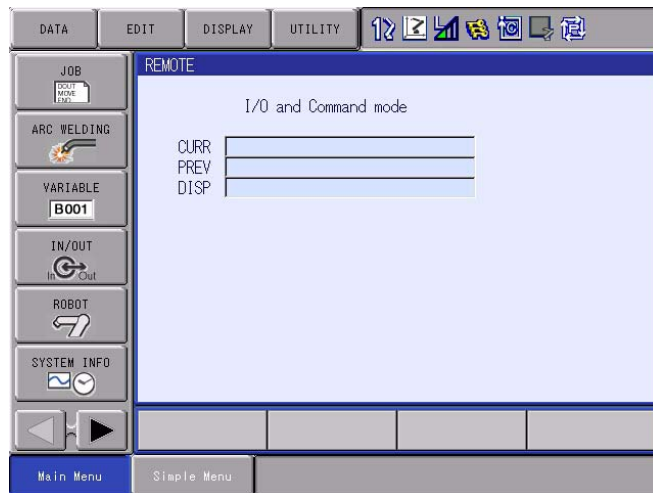 DATA EDIT DISPLAY UTILITY
JOB
DOUT
MOVE
END
ARC WELDING
VARIABLE
B001
IN/OUT
In Out
ROBOT
SYSTEM INFO
REMOTE
I/O and Command mode
CURR
PREV
DISP
Main Menu Simple Menu